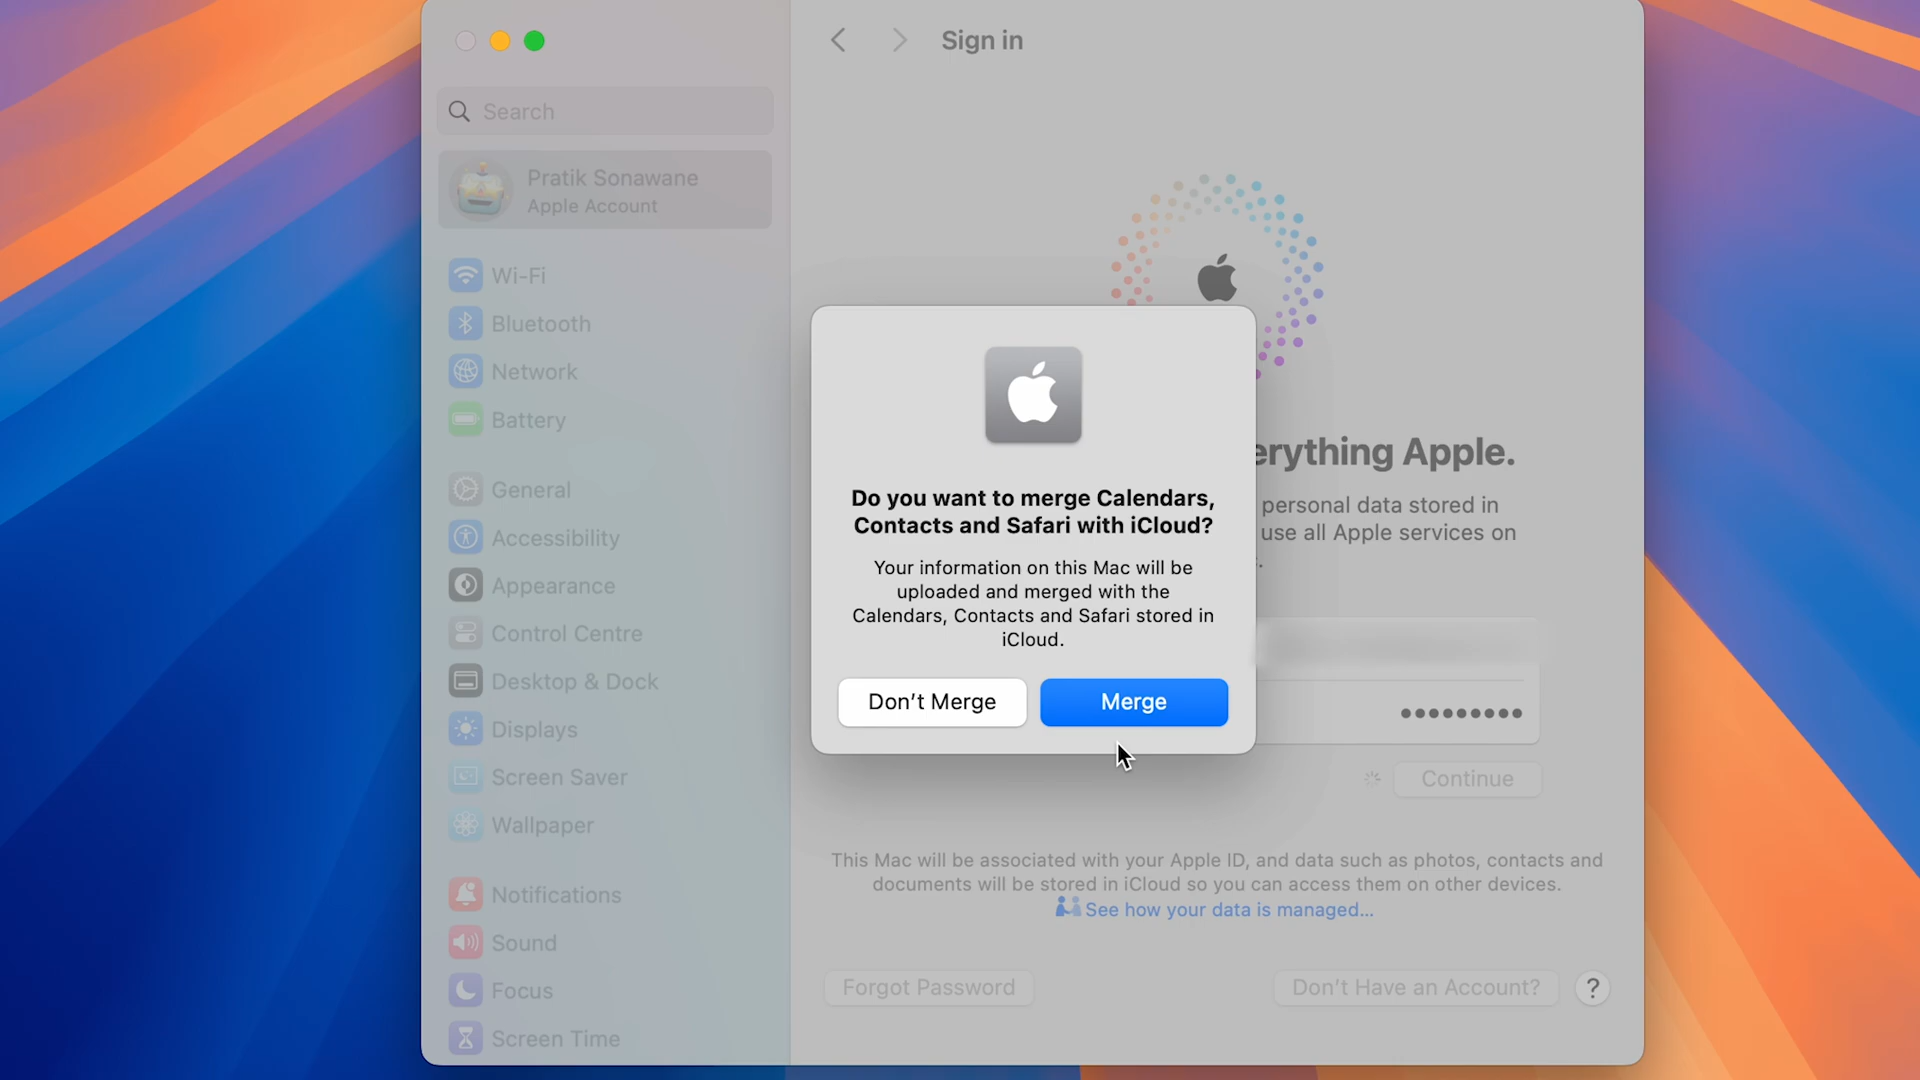 Sign in
Search
Pratik Sonawane
Apple Account
Wi-Fi
Bluetooth
Network
Battery
General
Accessibility
Appearance
Control Centre
Desktop & Dock
Displays
Screen Saver
Wallpaper
Notifications
Sound
Focus
Screen Time
erything Apple.
personal data stored in
use all Apple services on
Do you want to merge Calendars,
Contacts and Safari with iCloud?
Your information on this Mac will be
uploaded and merged with the
Calendars, Contacts and Safari stored in
iCloud.
Don't Merge
Merge
Continue
This Mac will be associated with your Apple ID, and data such as photos, contacts and
documents will be stored in iCloud so you can access them on other devices.
See how your data is managed...
Forgot Password
Don't Have an Account?
?